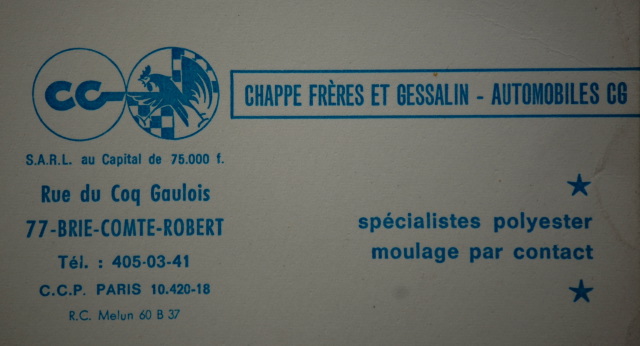 CG
CHAPPE FRÈRES ET GESSALIN - AUTOMOBILES CG
S.A.R.L. au Capital de 75.000 f.
Rue du Coq Gaulois
77-BRIE-COMTE-ROBERT
Tél. : 405-03-41
C.C.P. PARIS 10.420-18
R.C. Melun 60 B 37
spécialistes polyester
moulage par contact